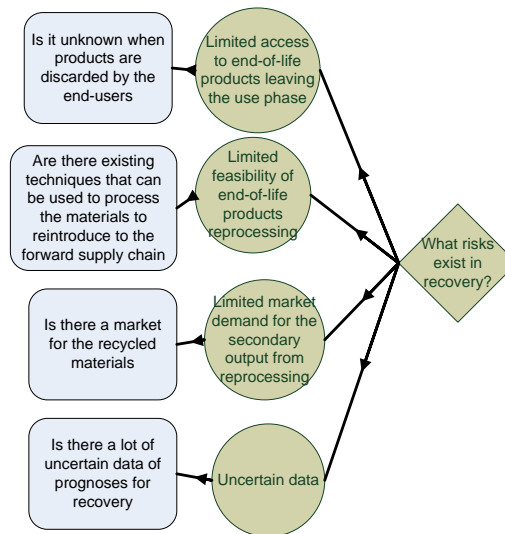 Is it unknown when
products are
discarded by the
end-users
Limited access
to end-of-life
products leaving
the use phase
Are there existing
techniques that can
be used to process
the materials to
reintroduce to the
forward supply chain
Limited
feasibility of
end-of-life
products
reprocessing
What risks
exist in
recovery?
Is there a market
for the recycled
materials
Limited market
demand for the
secondary
output from
reprocessing
Is there a lot of
uncertain data of
prognoses for
recovery
Uncertain data